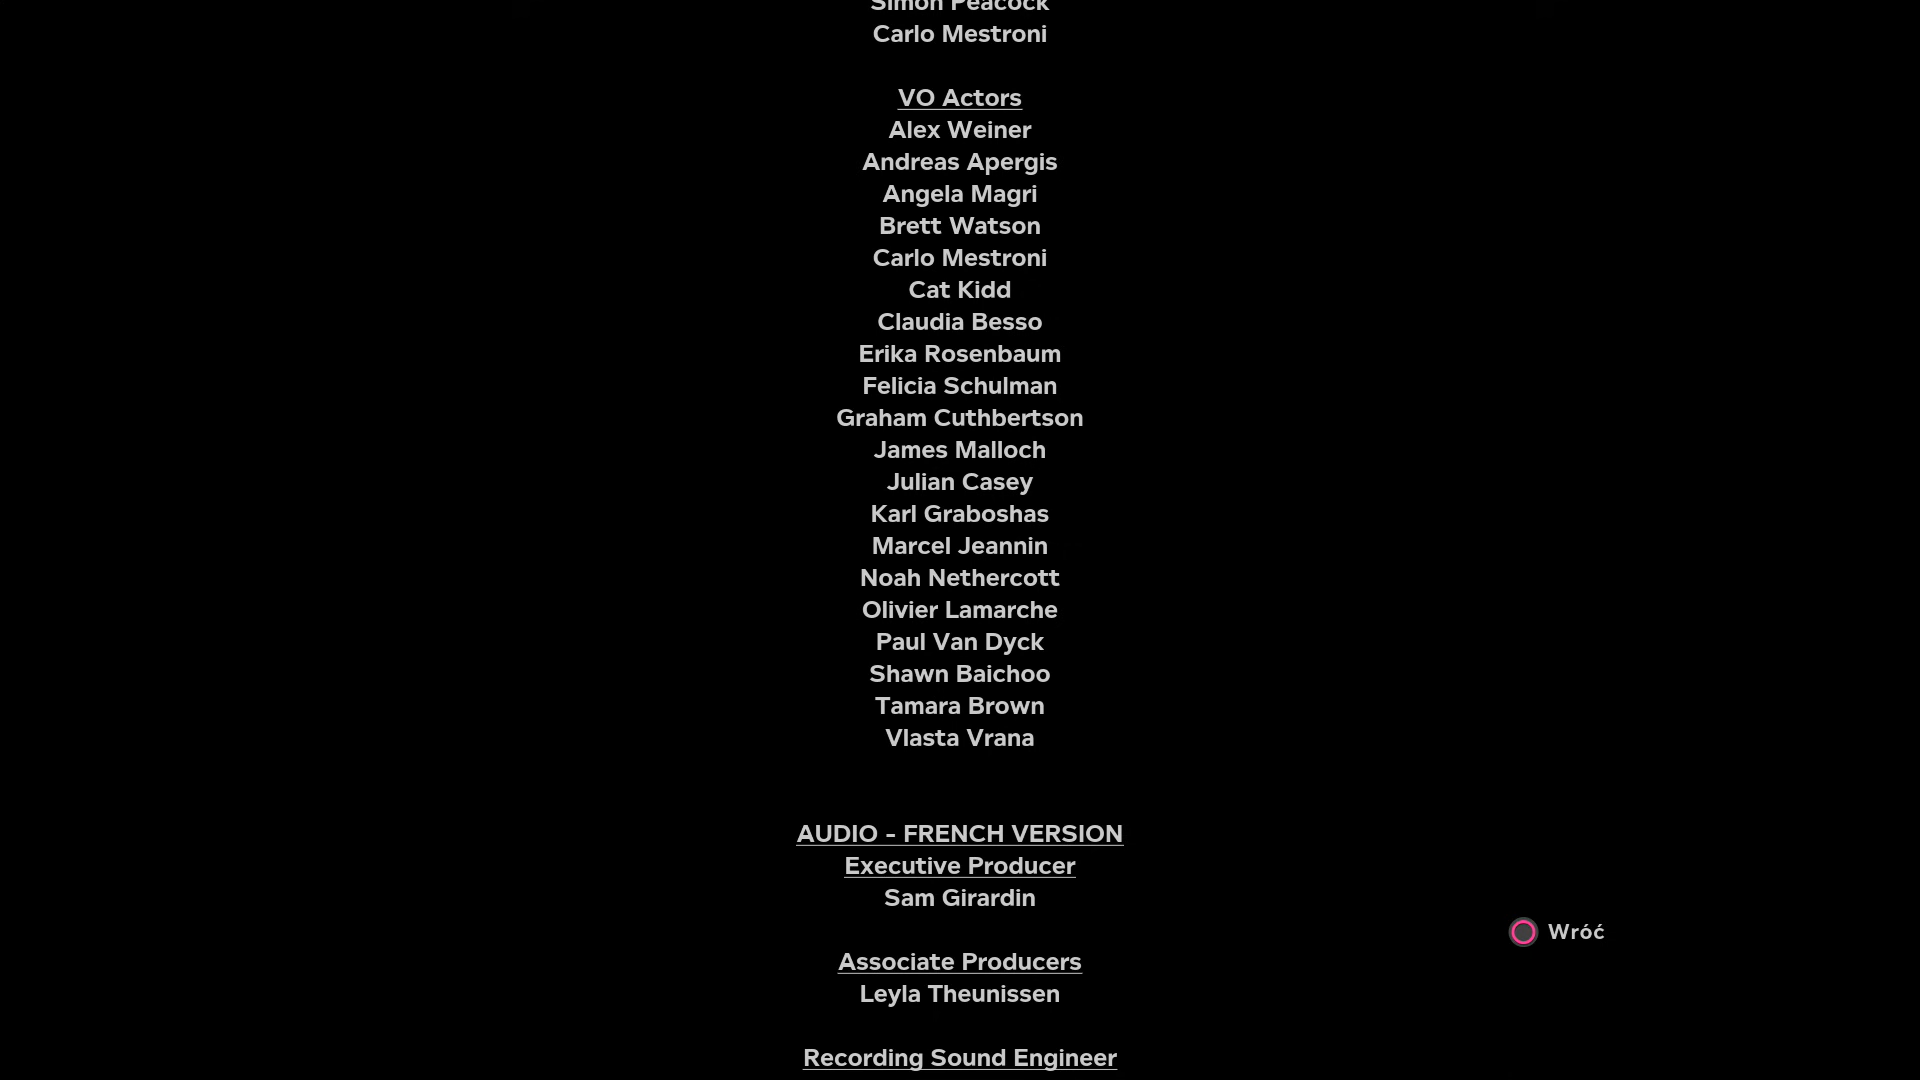 Simon Peacock
Carlo Mestroni
VO Actors
Alex Weiner
Andreas Apergis
Angela Magri
Brett Watson
Carlo Mestroni
Cat Kidd
Claudia Besso
Erika Rosenbaum
Felicia Schulman
Graham Cuthbertson
James Malloch
Julian Casey
Karl Graboshas
Marcel Jeannin
Noah Nethercott
Olivier Lamarche
Paul Van Dyck
Shawn Baichoo
Tamara Brown
Vlasta Vrana
AUDIO - FRENCH VERSION
Executive Producer
Sam Girardin
Wróć
Associate Producers
Leyla Theunissen
Recording Sound Engineer